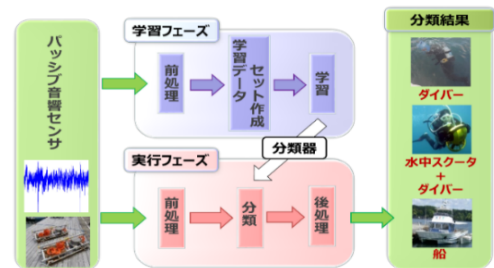 パッシブ音響センサ
学習フェーズ
前処理
学習データ
セット作成
学習
分類器
実行フェーズ
前処理
分類
後処理
分類結果
ダイバー
水中スクータ
+
ダイバー
船